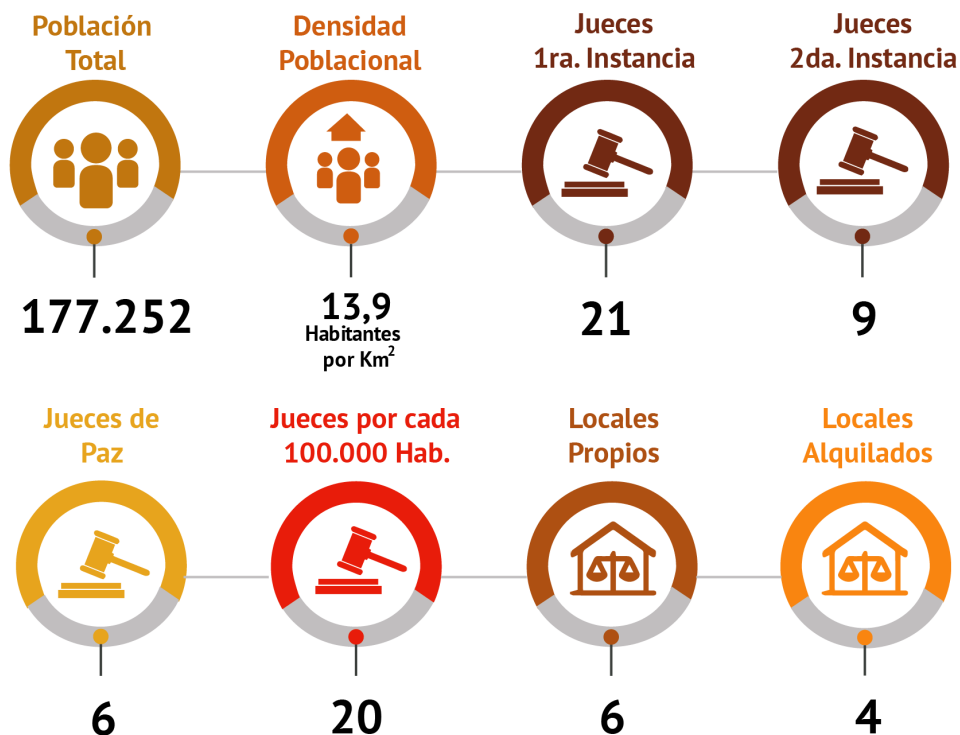 Población
Total
177.252
Densidad
Poblacional
13,9
Habitantes
por Km²
Jueces
1ra. Instancia
21
Jueces
2da. Instancia
9
Jueces de
Paz
6
Jueces por cada
100.000 Hab.
20
Locales
Propios
6
Locales
Alquilados
4